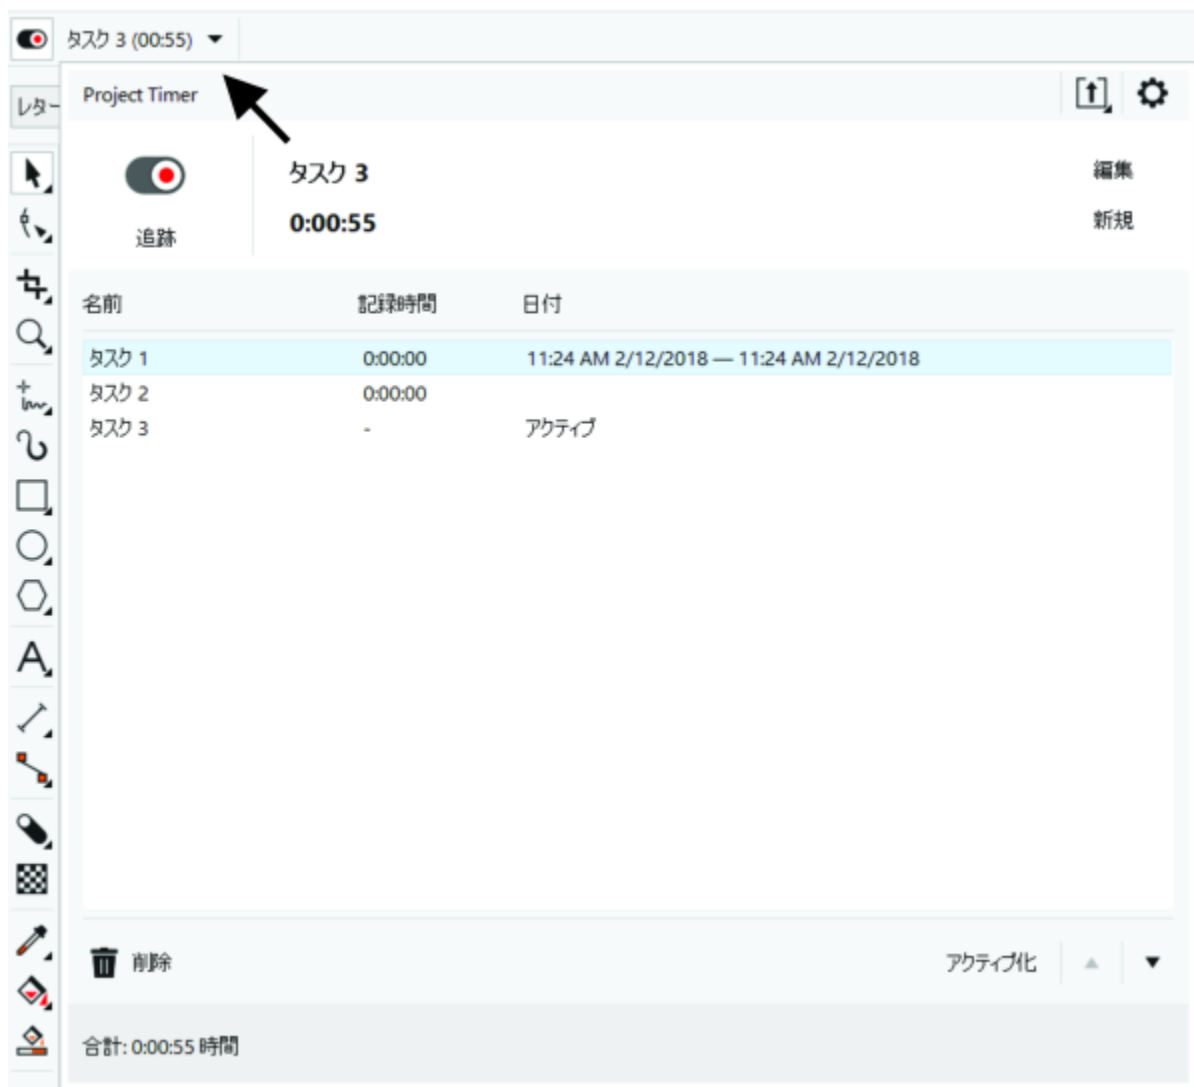 タスク 3 (00:55)
レター
Project Timer
タスク 3
編集
0:00:55
新規
追跡
名前 記録時間 日付
タスク 1 0:00:00 11:24 AM 2/12/2018 — 11:24 AM 2/12/2018
タスク 2 0:00:00
タスク 3 - アクティブ
削除 アクティブ化
合計: 0:00:55 時間